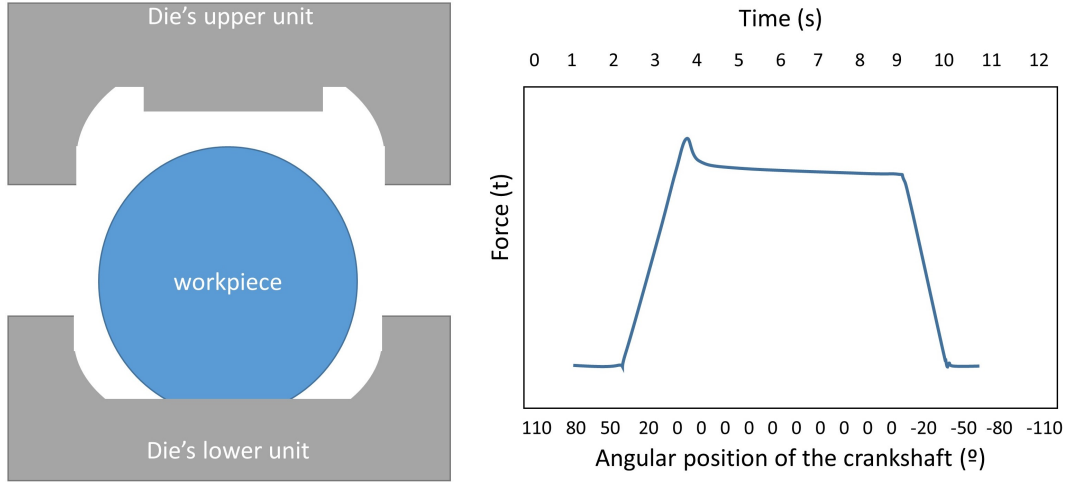 Die's upper unit
workpiece
Die's lower unit
Time (s)
0 1 2 3 4 5 6 7 8 9 10 11 12
Force (t)
110 80 50 20 0 0 0 0 0 0 0 0 0 0 -20 -50 -80 -110
Angular position of the crankshaft (º)